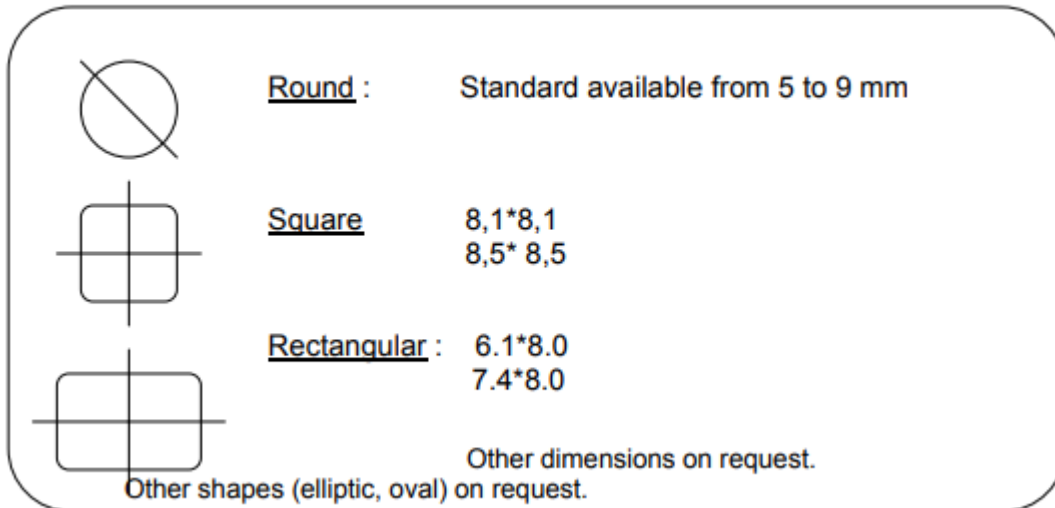 Round : Standard available from 5 to 9 mm
Square 8,1*8,1
8,5* 8,5
Rectangular : 6.1*8.0
7.4*8.0
Other dimensions on request.
Other shapes (elliptic, oval) on request.